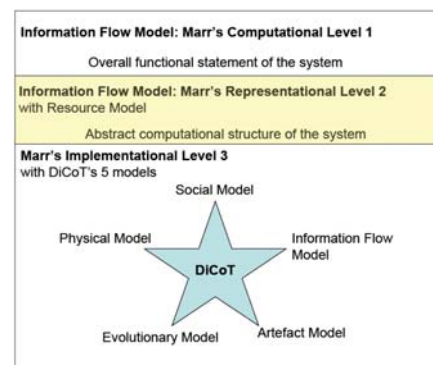 Information Flow Model: Marr's Computational Level 1
Overall functional statement of the system
Information Flow Model: Marr's Representational Level 2
with Resource Model
Abstract computational structure of the system
Marr's Implementational Level 3
with DiCoT's 5 models
Social Model
Physical Model
Information Flow
Model
DiCoT
Evolutionary Model
Artefact Model